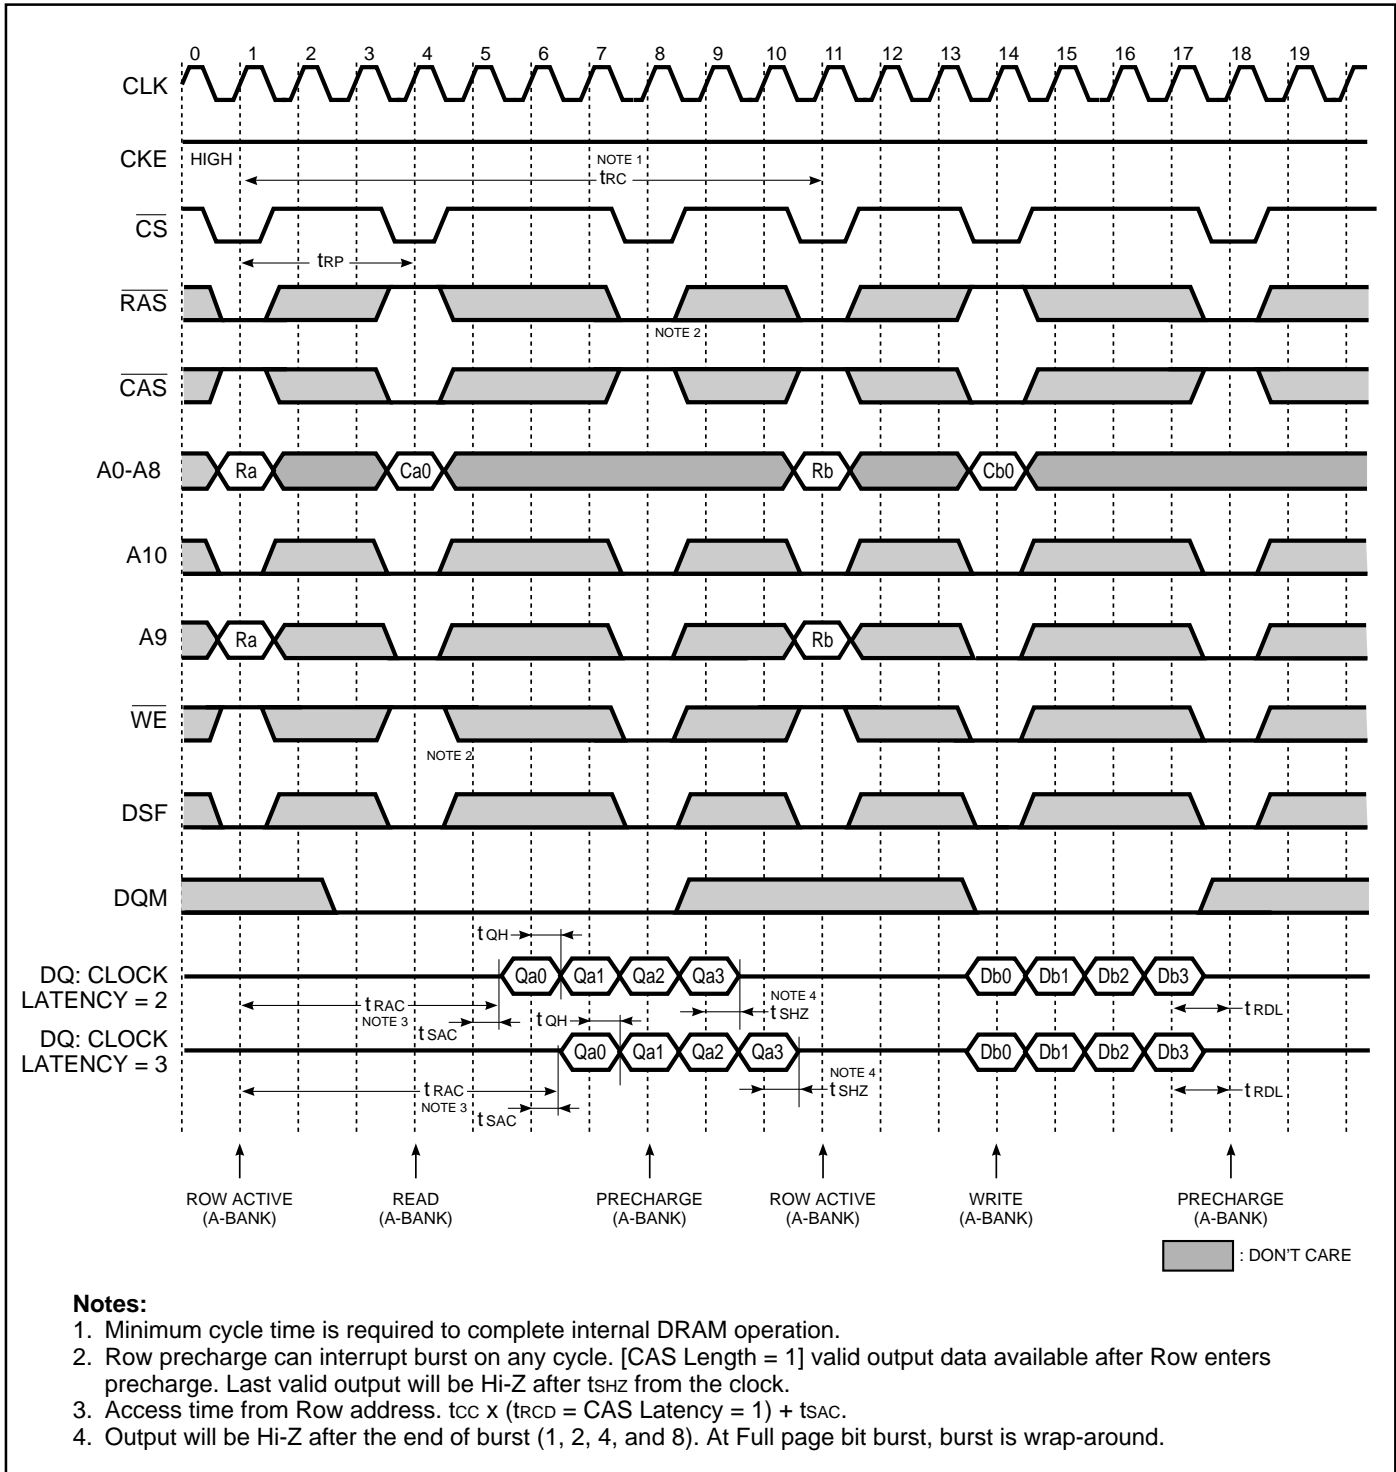 0 1 2 3 4 5 6 7 8 9 10 11 12 13 14 15 16 17 18 19
CLK
CKE HIGH
NOTE 1
tRC
CS
tRP
RAS
NOTE 2
CAS
A0-A8 Ra Ca0 Rb Cb0
A10
A9 Ra Rb
WE
NOTE 2
DSF
DQM
tQH
DQ: CLOCK
LATENCY = 2
Qa0 Qa1 Qa2 Qa3 Db0 Db1 Db2 Db3
tRAC
NOTE 3
tSAC
tQH
NOTE 4
tSHZ
tRDL
DQ: CLOCK
LATENCY = 3
Qa0 Qa1 Qa2 Qa3 Db0 Db1 Db2 Db3
tRAC
NOTE 3
tSAC
NOTE 4
tSHZ
tRDL
ROW ACTIVE
(A-BANK)
READ
(A-BANK)
PRECHARGE
(A-BANK)
ROW ACTIVE
(A-BANK)
WRITE
(A-BANK)
PRECHARGE
(A-BANK)
: DON'T CARE
Notes:
1. Minimum cycle time is required to complete internal DRAM operation.
2. Row precharge can interrupt burst on any cycle. [CAS Length = 1] valid output data available after Row enters
precharge. Last valid output will be Hi-Z after tSHZ from the clock.
3. Access time from Row address. tCC x (tRCD = CAS Latency = 1) + tSAC.
4. Output will be Hi-Z after the end of burst (1, 2, 4, and 8). At Full page bit burst, burst is wrap-around.